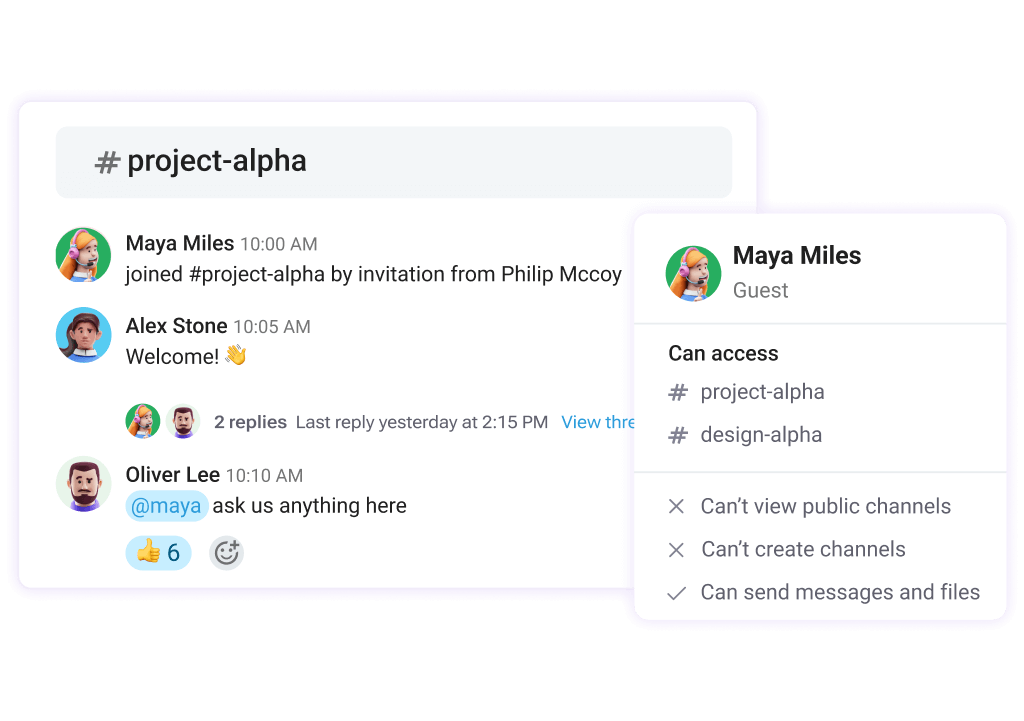 # project-alpha
Maya Miles 10:00 AM
joined #project-alpha by invitation from Philip Mccoy
Alex Stone 10:05 AM
Welcome! 👋
2 replies Last reply yesterday at 2:15 PM View thre
Oliver Lee 10:10 AM
@maya ask us anything here
👍 6
Maya Miles
Guest
Can access
# project-alpha
# design-alpha
Can’t view public channels
Can’t create channels
Can send messages and files